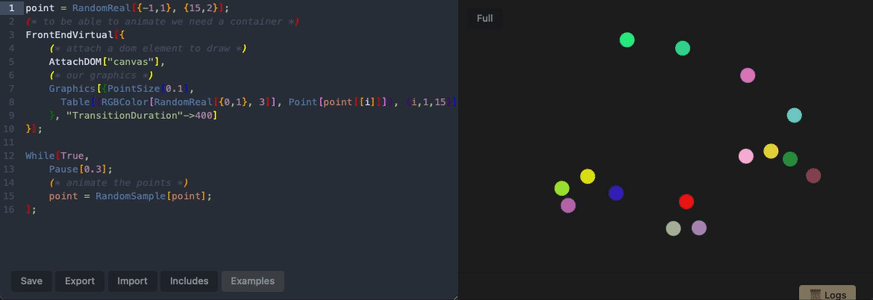 1 point = RandomReal[{-1,1}, {15,2}];
2 (* to be able to animate we need a container *)
3 FrontEndVirtual[{
4 (* attach a dom element to draw *)
5 AttachDOM["canvas"],
6 (* our graphics *)
7 Graphics[{PointSize[0.1],
8 Table[{RGBColor[RandomReal[{0,1}, 3]], Point[point[[i]]]}, {i,1,15}]
9 }, "TransitionDuration"->400]
10 }];
11
12 While[True,
13 Pause[0.3];
14 (* animate the points *)
15 point = RandomSample[point];
16 ];
Full
Save Export Import Includes Examples
Logs